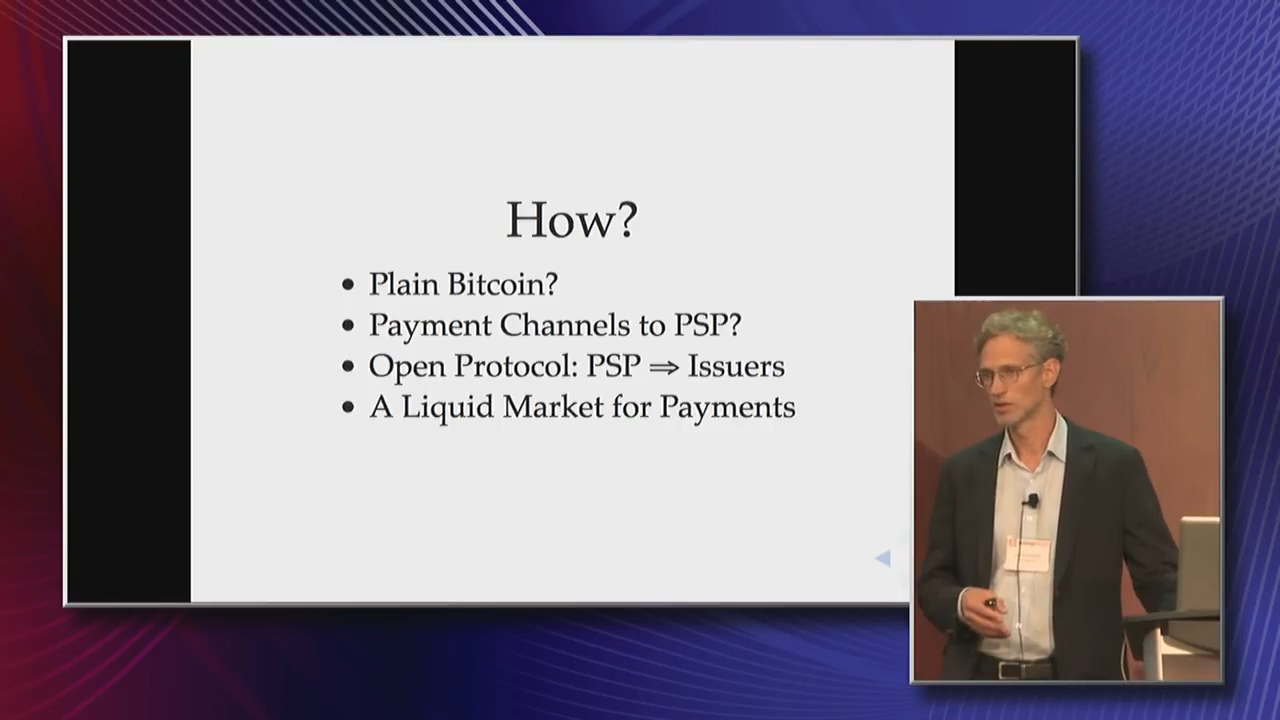 How?
• Plain Bitcoin?
• Payment Channels to PSP?
• Open Protocol: PSP ⇒ Issuers
• A Liquid Market for Payments